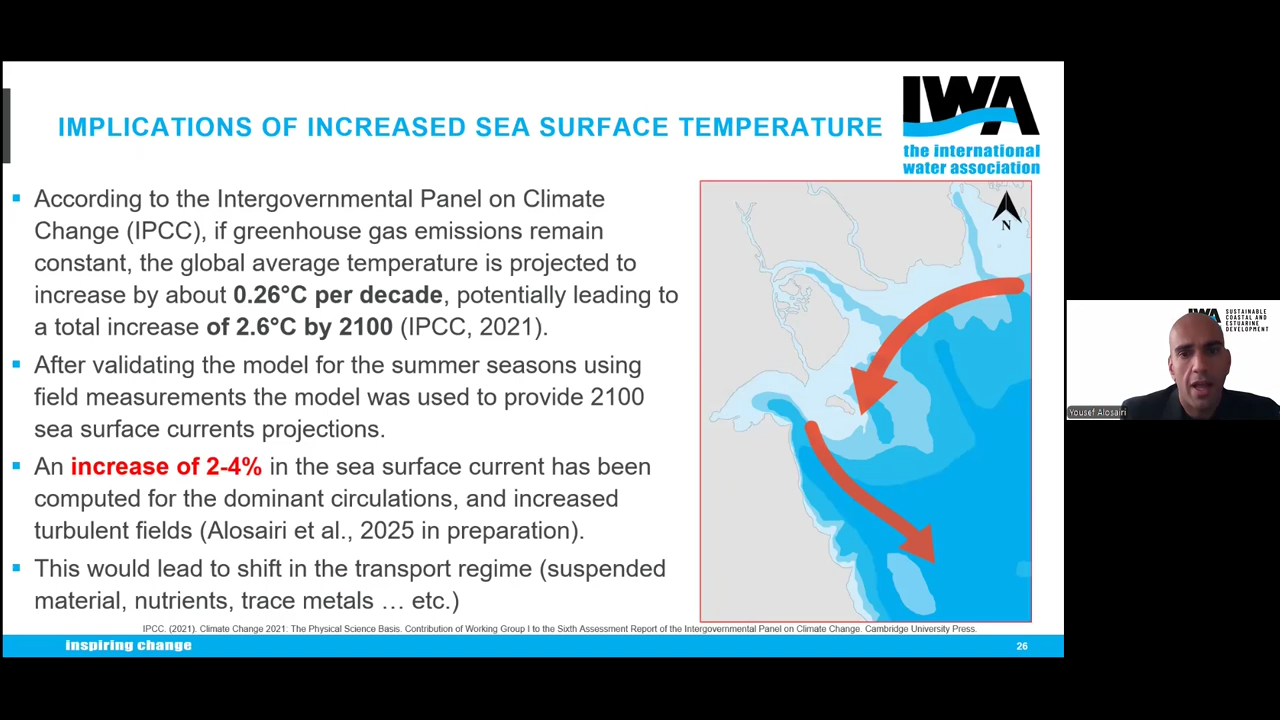 IMPLICATIONS OF INCREASED SEA SURFACE TEMPERATURE
IWA
the international
water association
▪ According to the Intergovernmental Panel on Climate
Change (IPCC), if greenhouse gas emissions remain
constant, the global average temperature is projected to
increase by about 0.26°C per decade, potentially leading to
a total increase of 2.6°C by 2100 (IPCC, 2021).
▪ After validating the model for the summer seasons using
field measurements the model was used to provide 2100
sea surface currents projections.
▪ An increase of 2-4% in the sea surface current has been
computed for the dominant circulations, and increased
turbulent fields (Alosairi et al., 2025 in preparation).
▪ This would lead to shift in the transport regime (suspended
material, nutrients, trace metals … etc.)
N
IPCC. (2021). Climate Change 2021: The Physical Science Basis. Contribution of Working Group I to the Sixth Assessment Report of the Intergovernmental Panel on Climate Change. Cambridge University Press.
inspiring change
26
IWA
SUSTAINABLE
COASTAL AND
ESTUARINE
DEVELOPMENT
Yousef Alosairi